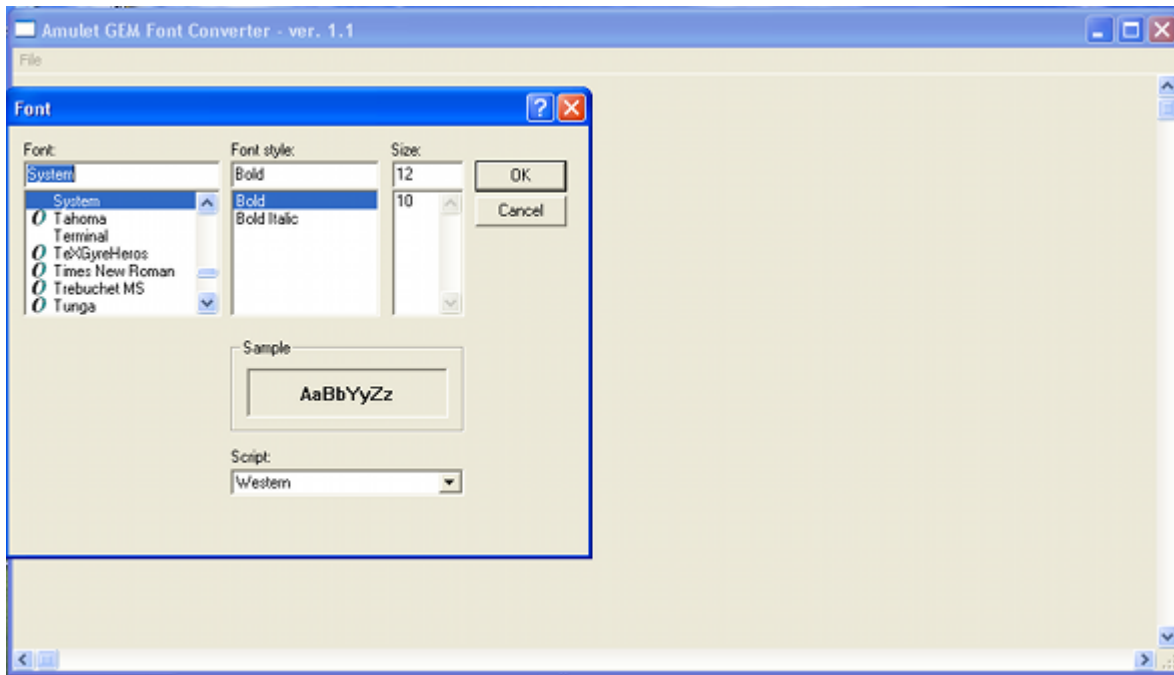 Amulet GEM Font Converter - ver. 1.1
File
Font
Font: Font style: Size:
System Bold 12 OK
System Bold 10 Cancel
O Tahoma Bold Italic
Terminal
O TeXGyreHeros
O Times New Roman
O Trebuchet MS
O Tunga
Sample
AaBbYyZz
Script:
Western